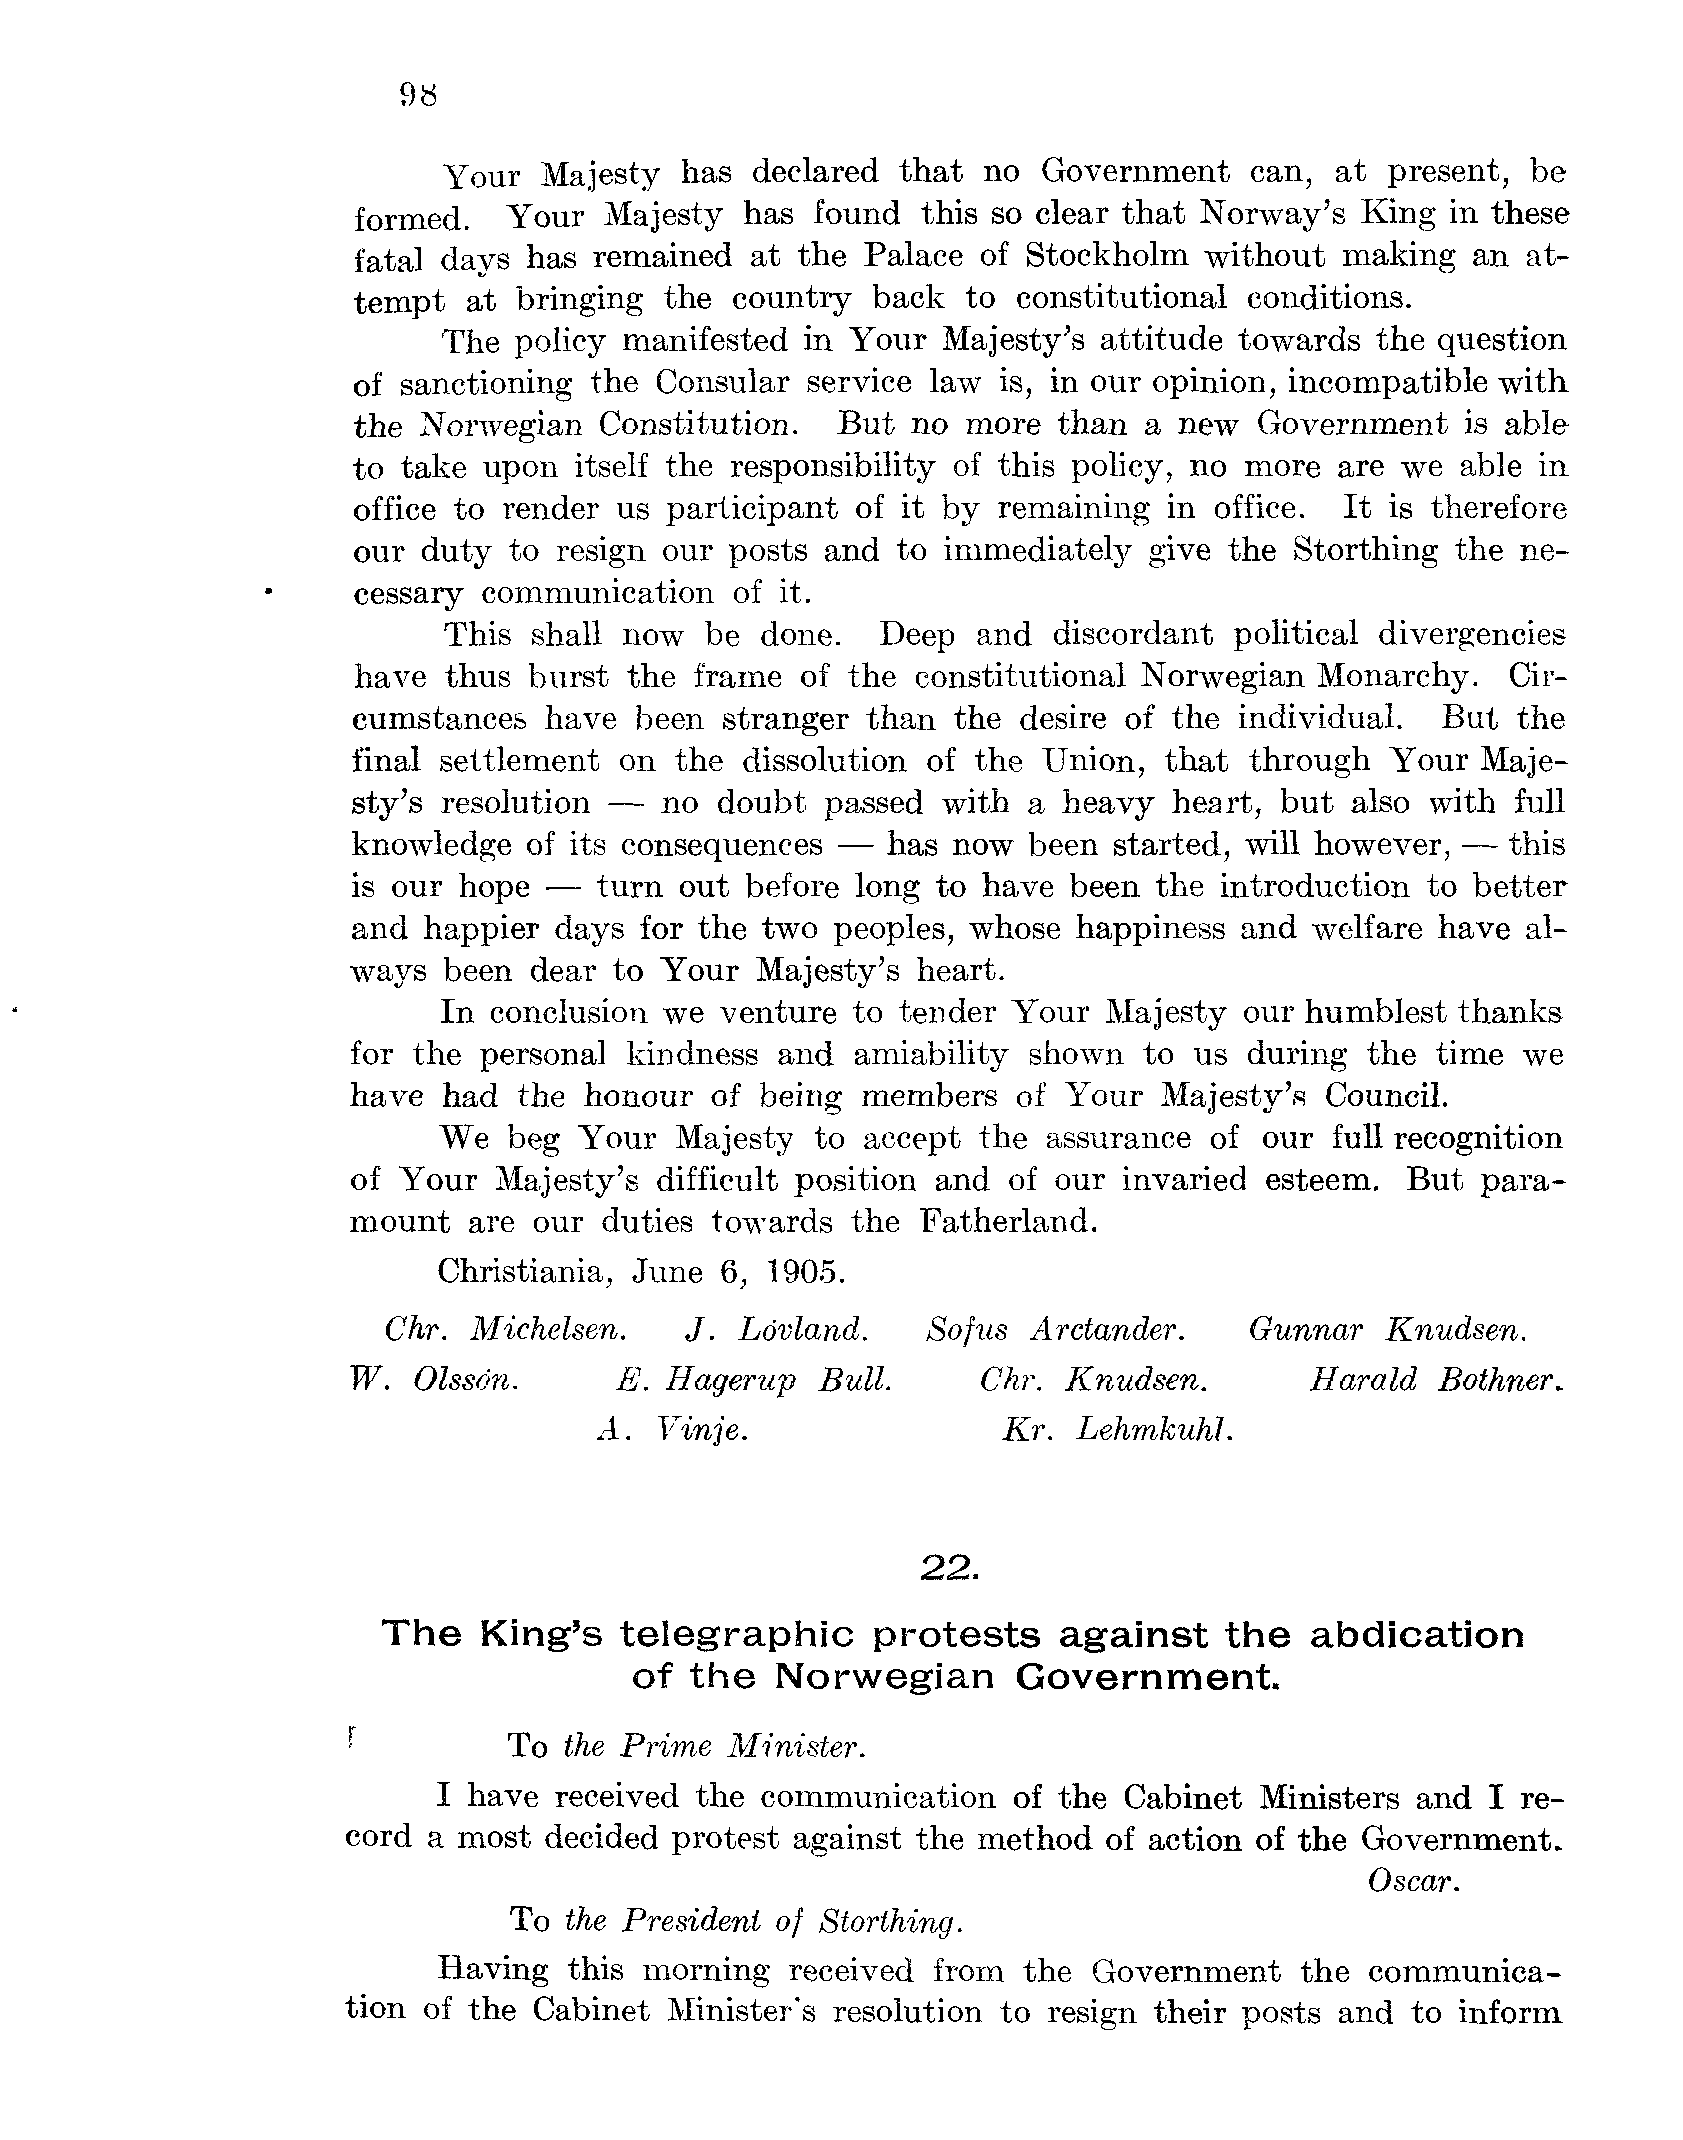 98
Your Majesty has declared that no Government can, at present, be
formed. Your Majesty has found this so clear that Norway's King in these
fatal days has remained at the Palace of Stockholm without making an at-
tempt at bringing the country back to constitutional conditions.
The policy manifested in Your Majesty's attitude towards the question
of sanctioning the Consular service law is, in our opinion, incompatible with
the Norwegian Constitution. But no more than a new Government is able
to take upon itself the responsibility of this policy, no more are we able in
office to render us participant of it by remaining in office. It is therefore
our duty to resign our posts and to immediately give the Storthing the ne-
cessary communication of it.
This shall now be done. Deep and discordant political divergencies
have thus burst the frame of the constitutional Norwegian Monarchy. Cir-
cumstances have been stranger than the desire of the individual. But the
final settlement on the dissolution of the Union, that through Your Maje-
sty's resolution — no doubt passed with a heavy heart, but also with full
knowledge of its consequences — has now been started, will however, — this
is our hope — turn out before long to have been the introduction to better
and happier days for the two peoples, whose happiness and welfare have al-
ways been dear to Your Majesty's heart.
In conclusion we venture to tender Your Majesty our humblest thanks
for the personal kindness and amiability shown to us during the time we
have had the honour of being members of Your Majesty's Council.
We beg Your Majesty to accept the assurance of our full recognition
of Your Majesty's difficult position and of our invaried esteem. But para-
mount are our duties towards the Fatherland.
Christiania, June 6, 1905.
Chr. Michelsen. J. Lóvland. Sofus Arctander. Gunnar Knudsen.
W. Olssón. E. Hagerup Bull. Chr. Knudsen. Harald Bothner.
A. Vinje. Kr. Lehmkuhl.
22.
The King's telegraphic protests against the abdication
of the Norwegian Government.
To the Prime Minister.
I have received the communication of the Cabinet Ministers and I re-
cord a most decided protest against the method of action of the Government.
Oscar.
To the President of Storthing.
Having this morning received from the Government the communica-
tion of the Cabinet Minister's resolution to resign their posts and to inform